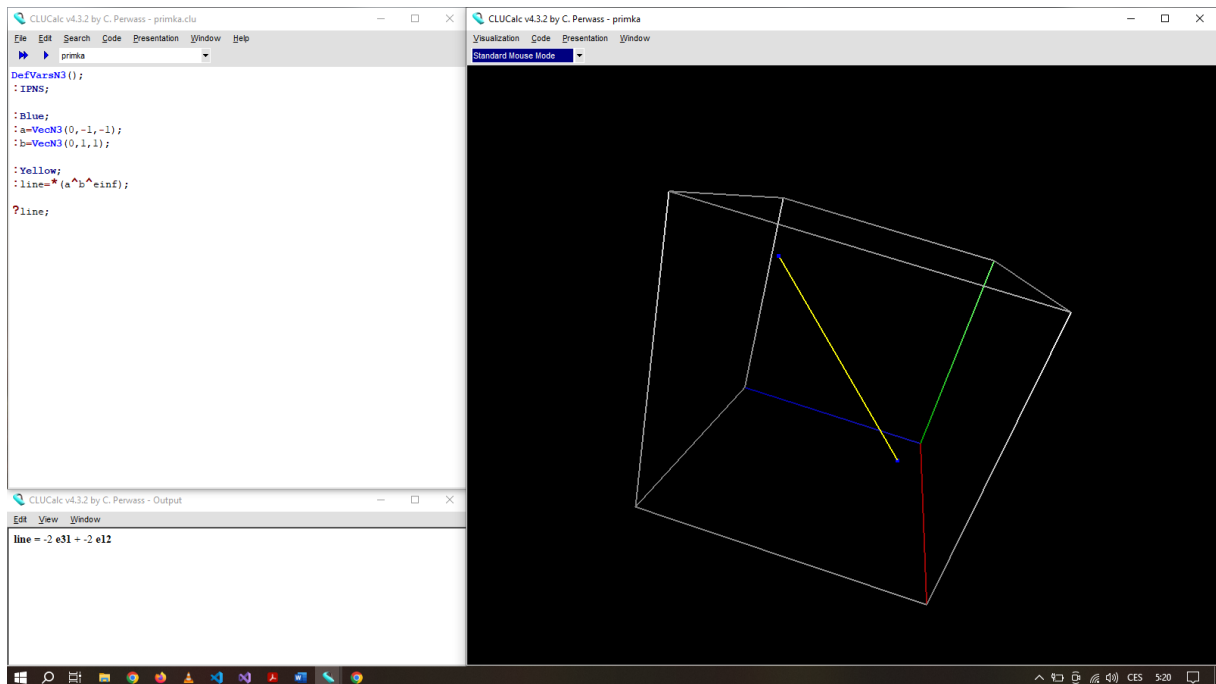 CLUCalc v4.3.2 by C. Perwass - primka.clu
File Edit Search Code Presentation Window Help
primka
DefVarsN3();
:IPNS;
:Blue;
:a=VecN3(0,-1,-1);
:b=VecN3(0,1,1);
:Yellow;
:line=*(a^b^einf);
?line;
CLUCalc v4.3.2 by C. Perwass - Output
Edit View Window
line = -2 e31 + -2 e12
CLUCalc v4.3.2 by C. Perwass - primka
Visualization Code Presentation Window
Standard Mouse Mode
CES 5:20